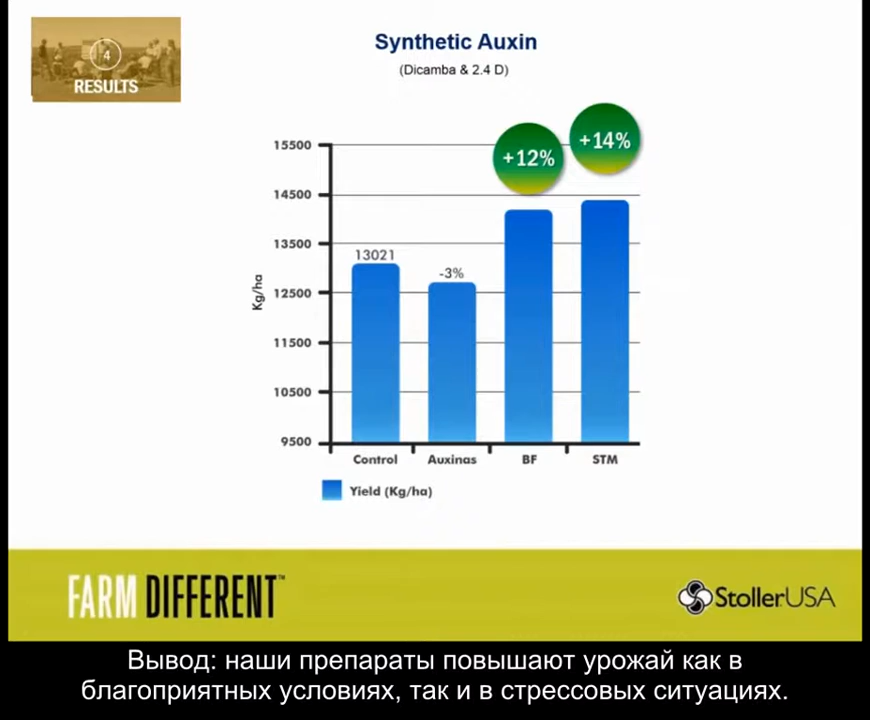 4
RESULTS
Synthetic Auxin
(Dicamba & 2.4 D)
+12%
+14%
15500
14500
13500
12500
11500
10500
9500
Kg/ha
13021
-3%
Control
Auxinas
BF
STM
Yield (Kg/ha)
FARM DIFFERENT™
StollerUSA
Вывод: наши препараты повышают урожай как в
благоприятных условиях, так и в стрессовых ситуациях.